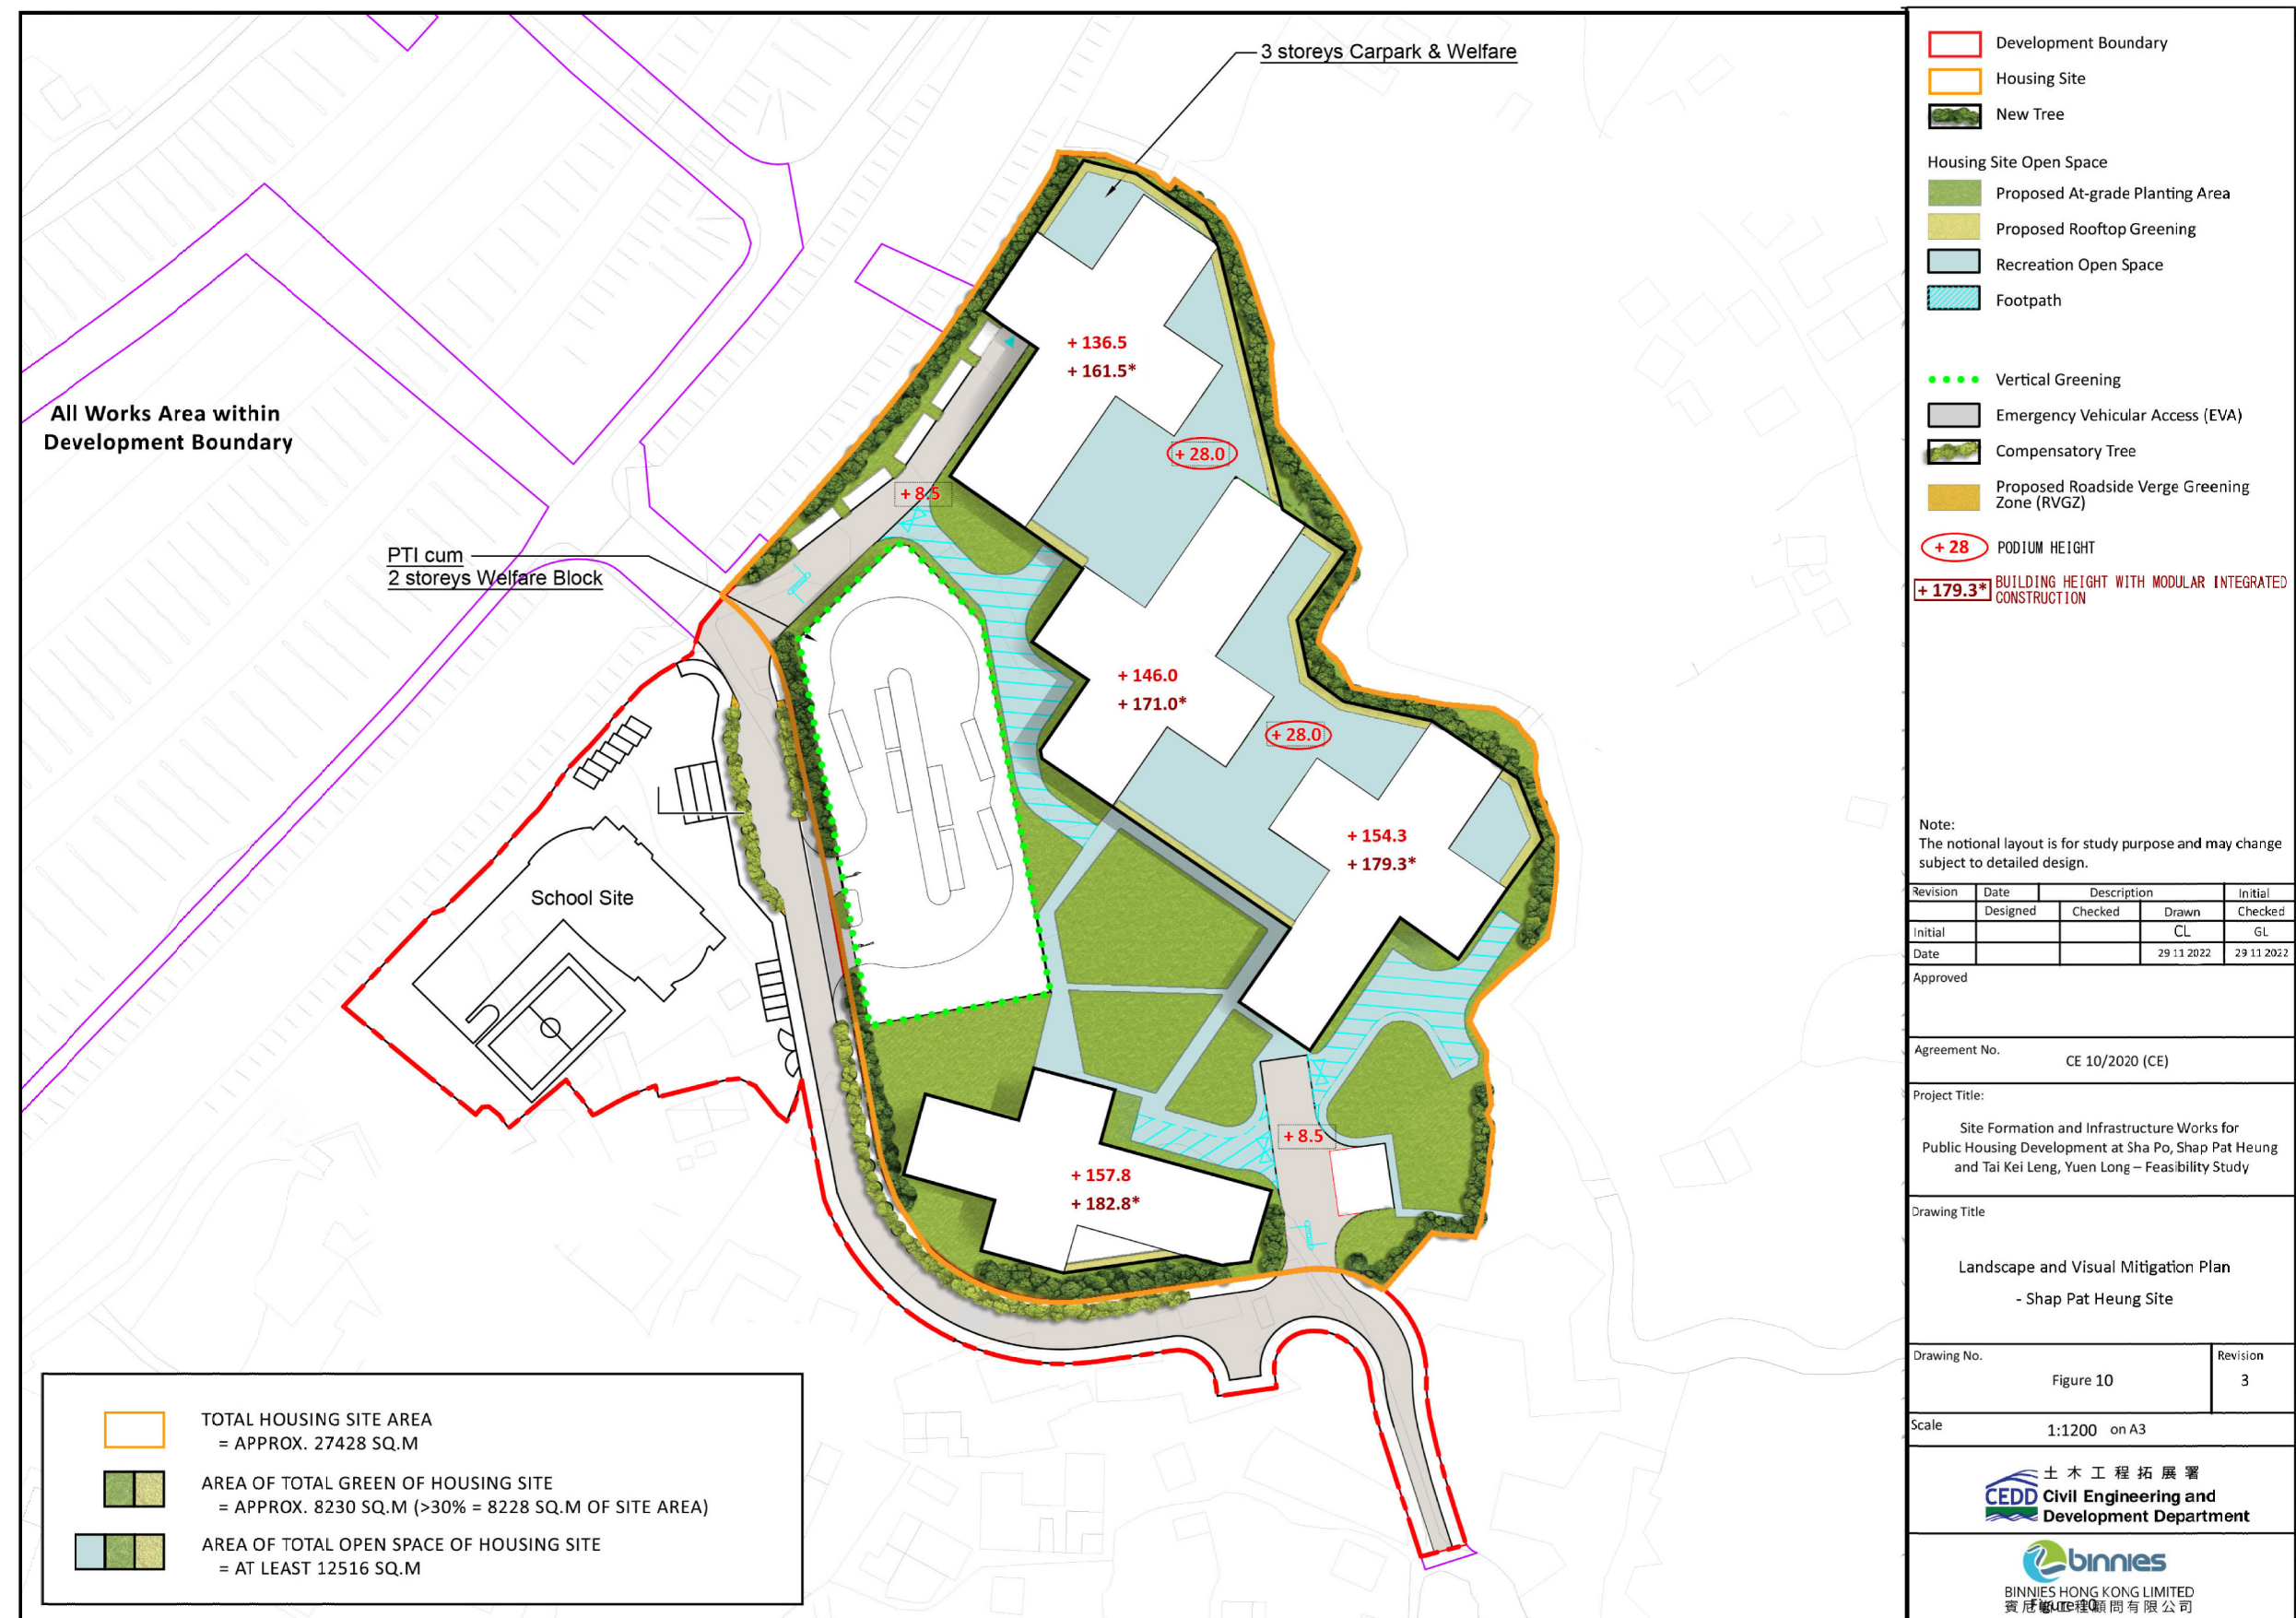 3 storeys Carpark & Welfare
+ 136.5
+ 161.5*
All Works Area within
Development Boundary
+ 28.0
+ 8.5
PTI cum
2 storeys Welfare Block
+ 146.0
+ 171.0*
+ 28.0
+ 154.3
+ 179.3*
School Site
+ 8.5
+ 157.8
+ 182.8*
TOTAL HOUSING SITE AREA
= APPROX. 27428 SQ.M
AREA OF TOTAL GREEN OF HOUSING SITE
= APPROX. 8230 SQ.M (>30% = 8228 SQ.M OF SITE AREA)
AREA OF TOTAL OPEN SPACE OF HOUSING SITE
= AT LEAST 12516 SQ.M
Development Boundary
Housing Site
New Tree
Housing Site Open Space
Proposed At-grade Planting Area
Proposed Rooftop Greening
Recreation Open Space
Footpath
Vertical Greening
Emergency Vehicular Access (EVA)
Compensatory Tree
Proposed Roadside Verge Greening
Zone (RVGZ)
+ 28 PODIUM HEIGHT
+ 179.3* BUILDING HEIGHT WITH MODULAR INTEGRATED
CONSTRUCTION
Note:
The notional layout is for study purpose and may change
subject to detailed design.
Revision Date Description Initial
Designed Checked Drawn Checked
Initial CL GL
Date 29 11 2022 29 11 2022
Approved
Agreement No.
CE 10/2020 (CE)
Project Title:
Site Formation and Infrastructure Works for
Public Housing Development at Sha Po, Shap Pat Heung
and Tai Kei Leng, Yuen Long – Feasibility Study
Drawing Title
Landscape and Visual Mitigation Plan
- Shap Pat Heung Site
Drawing No. Revision
Figure 10 3
Scale
1:1200 on A3
土木工程拓展署
CEDD Civil Engineering and
Development Department
binnies
BINNIES HONG KONG LIMITED
賓尼 工程顧問有限公司
Figure 10